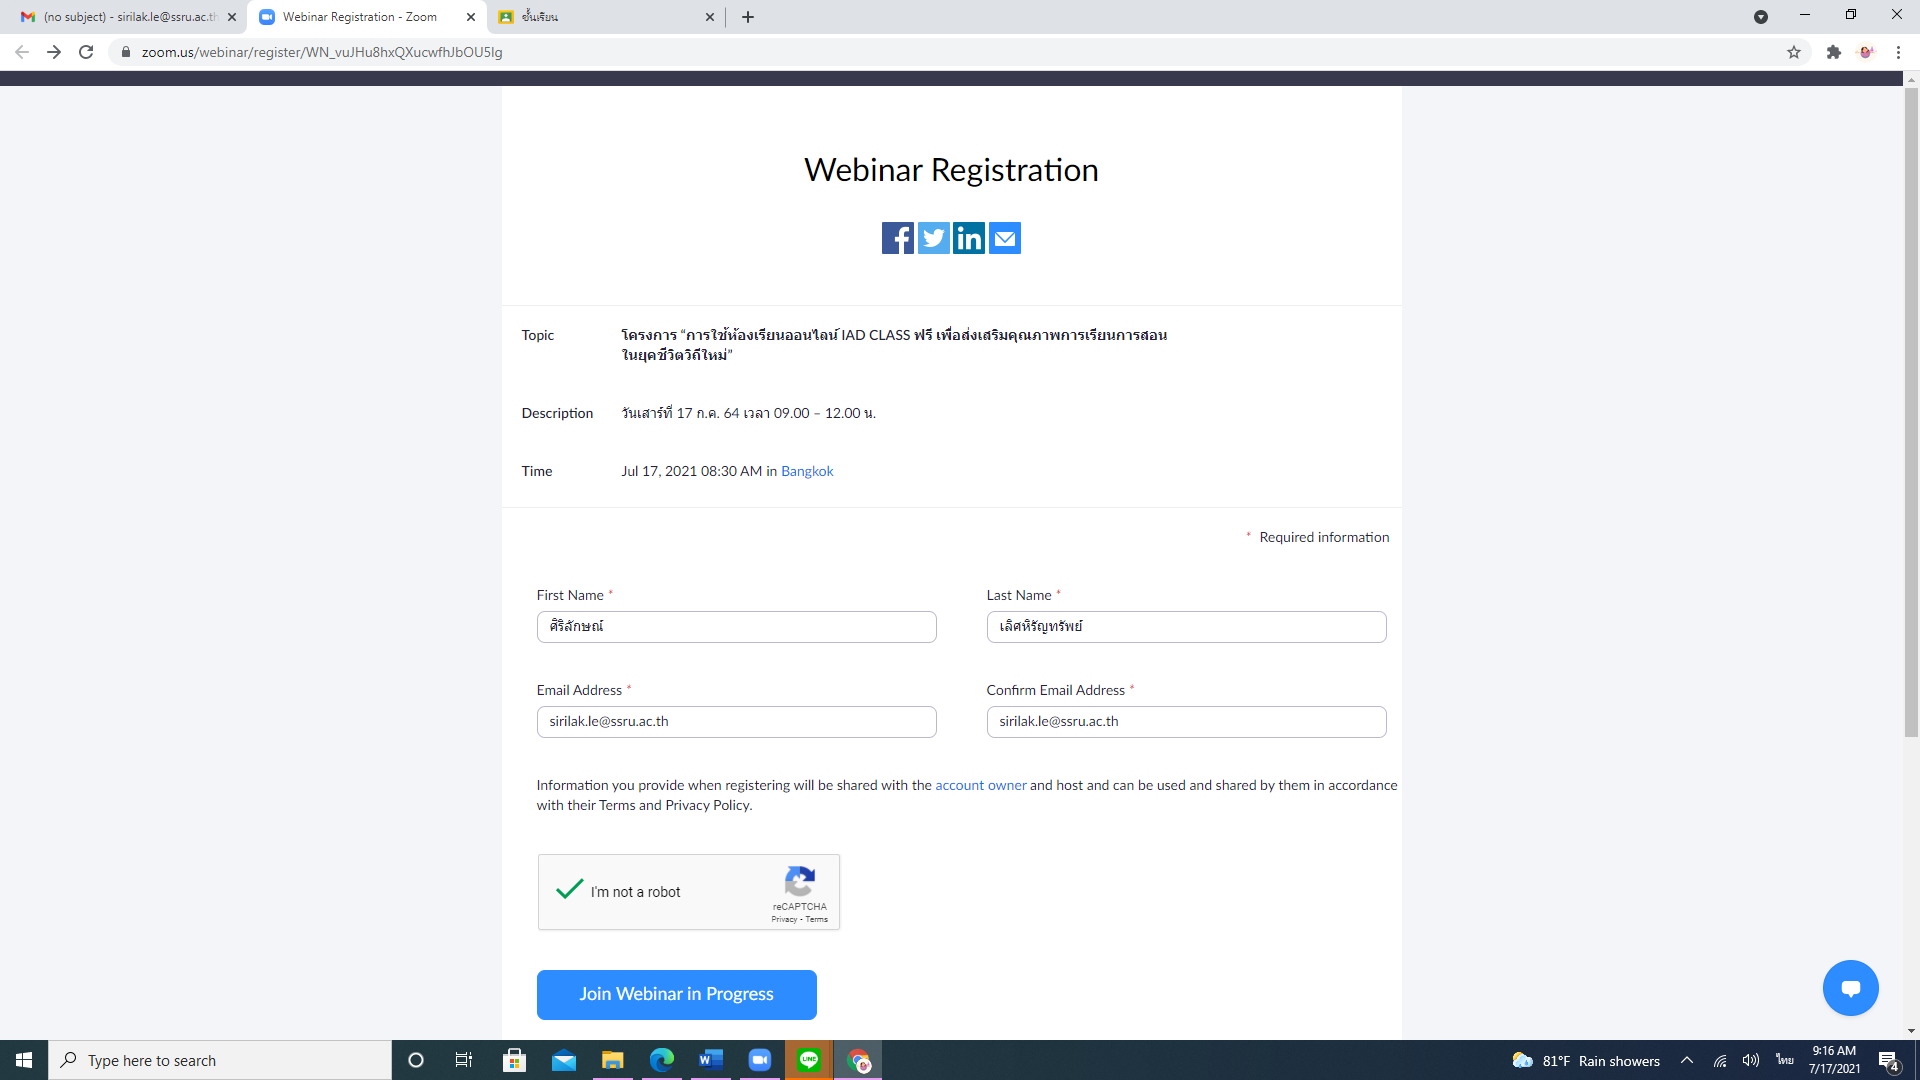 (no subject) - sirilak.le@ssru.ac.th
Webinar Registration - Zoom
ชั้นเรียน
zoom.us/webinar/register/WN_vuJHu8hxQXucwfhJbOU5Ig
Webinar Registration
Topic
โครงการ “การใช้ห้องเรียนออนไลน์ IAD CLASS ฟรี เพื่อส่งเสริมคุณภาพการเรียนการสอน
ในยุคชีวิตวิถีใหม่”
Description
วันเสาร์ที่ 17 ก.ค. 64 เวลา 09.00 – 12.00 น.
Time
Jul 17, 2021 08:30 AM in Bangkok
* Required information
First Name *
Last Name *
ศิริลักษณ์
เลิศหิรัญทรัพย์
Email Address *
Confirm Email Address *
sirilak.le@ssru.ac.th
sirilak.le@ssru.ac.th
Information you provide when registering will be shared with the account owner and host and can be used and shared by them in accordance
with their Terms and Privacy Policy.
I'm not a robot
reCAPTCHA
Privacy - Terms
Join Webinar in Progress
Type here to search
LINE
81°F Rain showers
ไทย
9:16 AM
7/17/2021
4